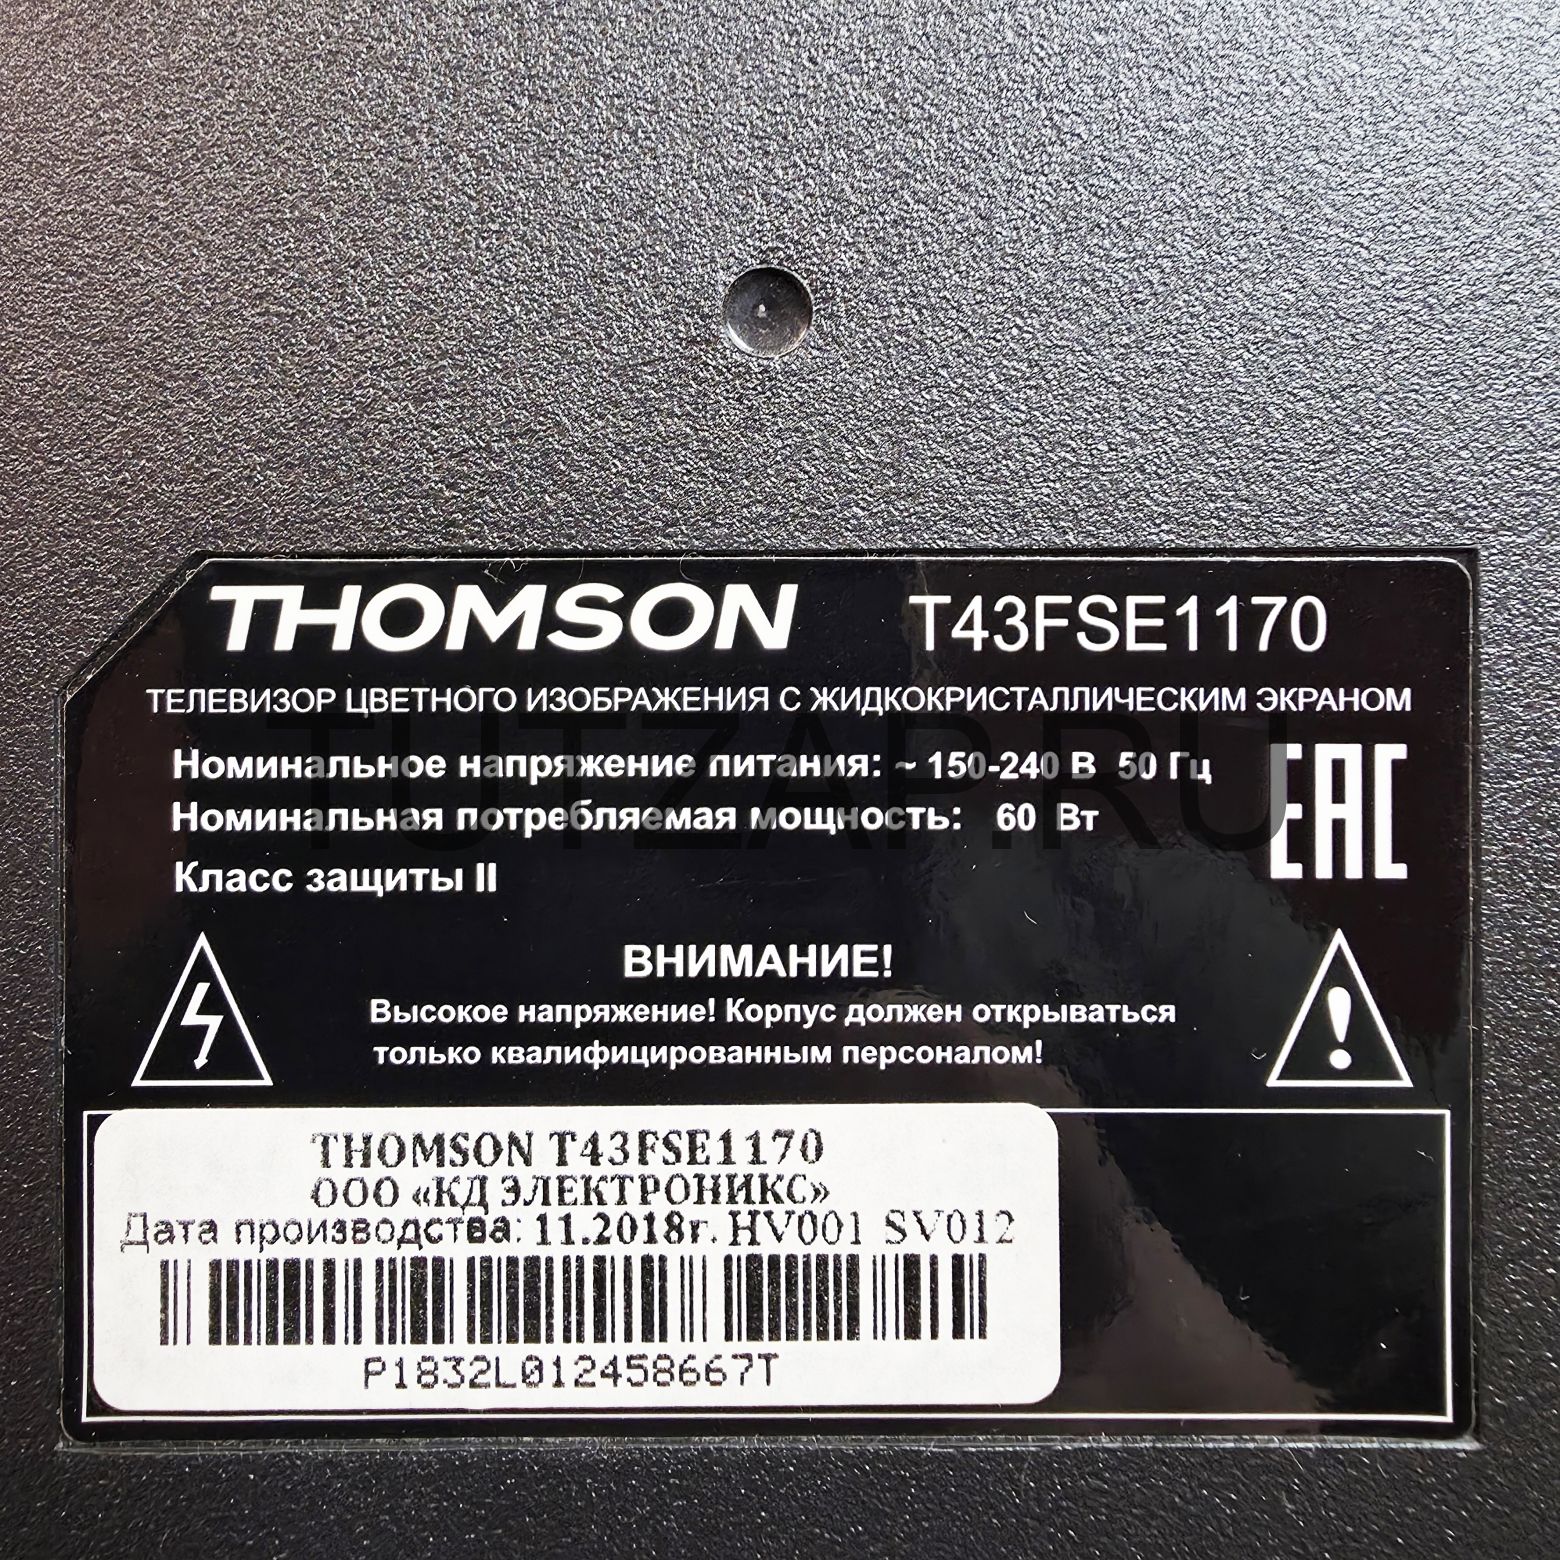 THOMSON T43FSE1170
ТЕЛЕВИЗОР ЦВЕТНОГО ИЗОБРАЖЕНИЯ С ЖИДКОКРИСТАЛЛИЧЕСКИМ ЭКРАНОМ
TUTZAP.RU
Номинальное напряжение питания: ~ 150-240 В 50 Гц
Номинальная потребляемая мощность: 60 Вт
EAC
Класс защиты II
ВНИМАНИЕ!
Высокое напряжение! Корпус должен открываться
только квалифицированным персоналом!
THOMSON T43FSE1170
ООО «КД ЭЛЕКТРОНИКС»
Дата производства: 11.2018г. HV001 SV012
P1832L012458667T